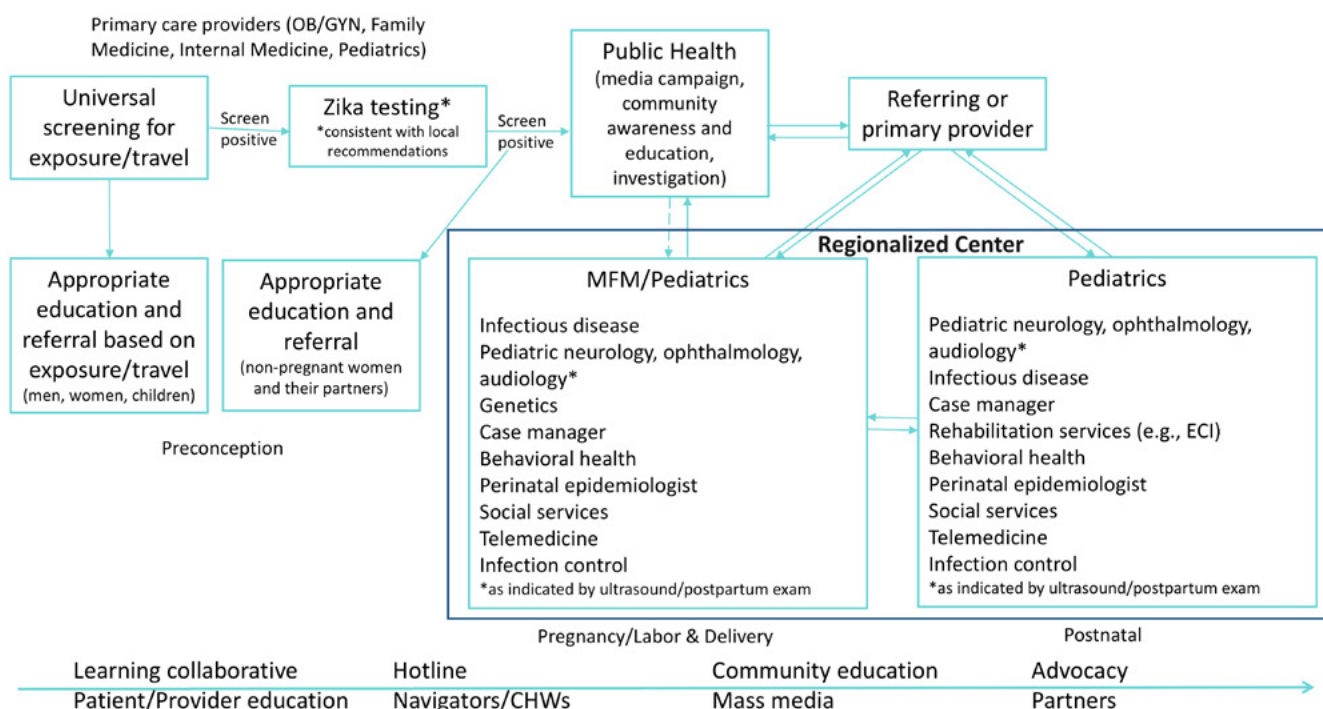 Primary care providers (OB/GYN, Family
Medicine, Internal Medicine, Pediatrics)
Universal
screening for
exposure/travel
Screen
positive
Zika testing*
*consistent with local
recommendations
Screen
positive
Public Health
(media campaign,
community
awareness and
education,
investigation)
Referring or
primary provider
Appropriate
education and
referral based on
exposure/travel
(men, women, children)
Appropriate
education and
referral
(non-pregnant women
and their partners)
Preconception
Regionalized Center
MFM/Pediatrics
Infectious disease
Pediatric neurology, ophthalmology,
audiology*
Genetics
Case manager
Behavioral health
Perinatal epidemiologist
Social services
Telemedicine
Infection control
*as indicated by ultrasound/postpartum exam
Pediatrics
Pediatric neurology, ophthalmology,
audiology*
Infectious disease
Case manager
Rehabilitation services (e.g., ECI)
Behavioral health
Perinatal epidemiologist
Social services
Telemedicine
Infection control
*as indicated by ultrasound/postpartum exam
Pregnancy/Labor & Delivery
Postnatal
Learning collaborative
Hotline
Community education
Advocacy
Patient/Provider education
Navigators/CHWs
Mass media
Partners